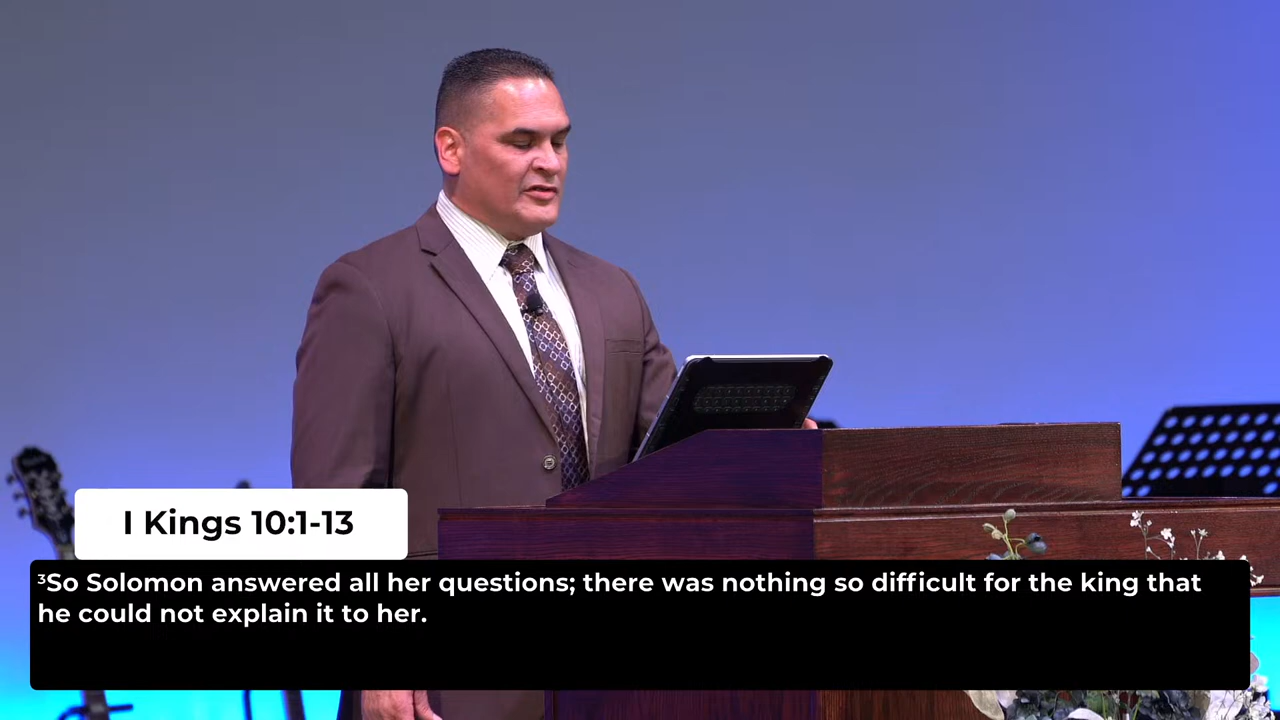 I Kings 10:1-13
³So Solomon answered all her questions; there was nothing so difficult for the king that
he could not explain it to her.